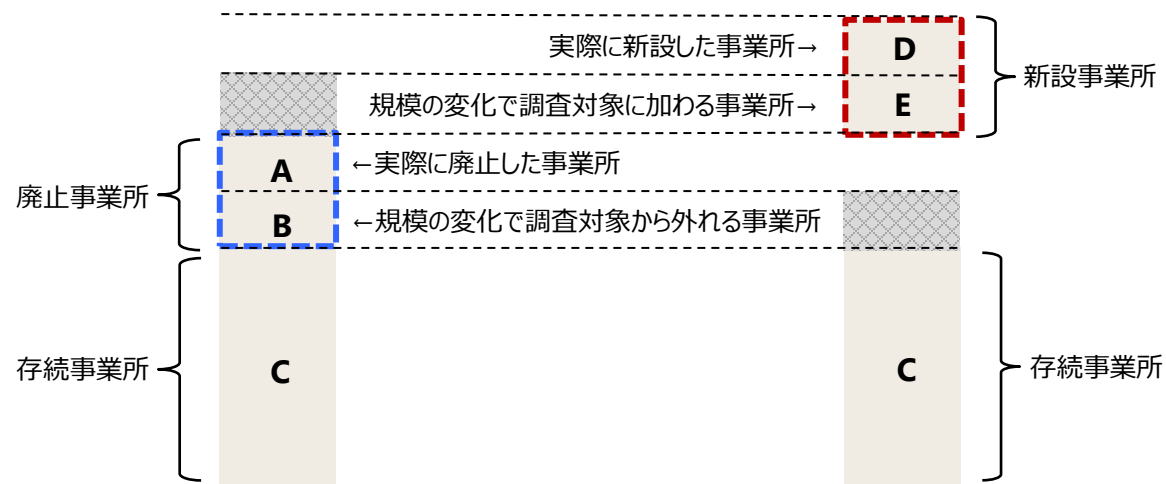 実際に新設した事業所→
D
新設事業所
規模の変化で調査対象に加わる事業所→
E
廃止事業所
A
←実際に廃止した事業所
B
←規模の変化で調査対象から外れる事業所
存続事業所
C
C
存続事業所